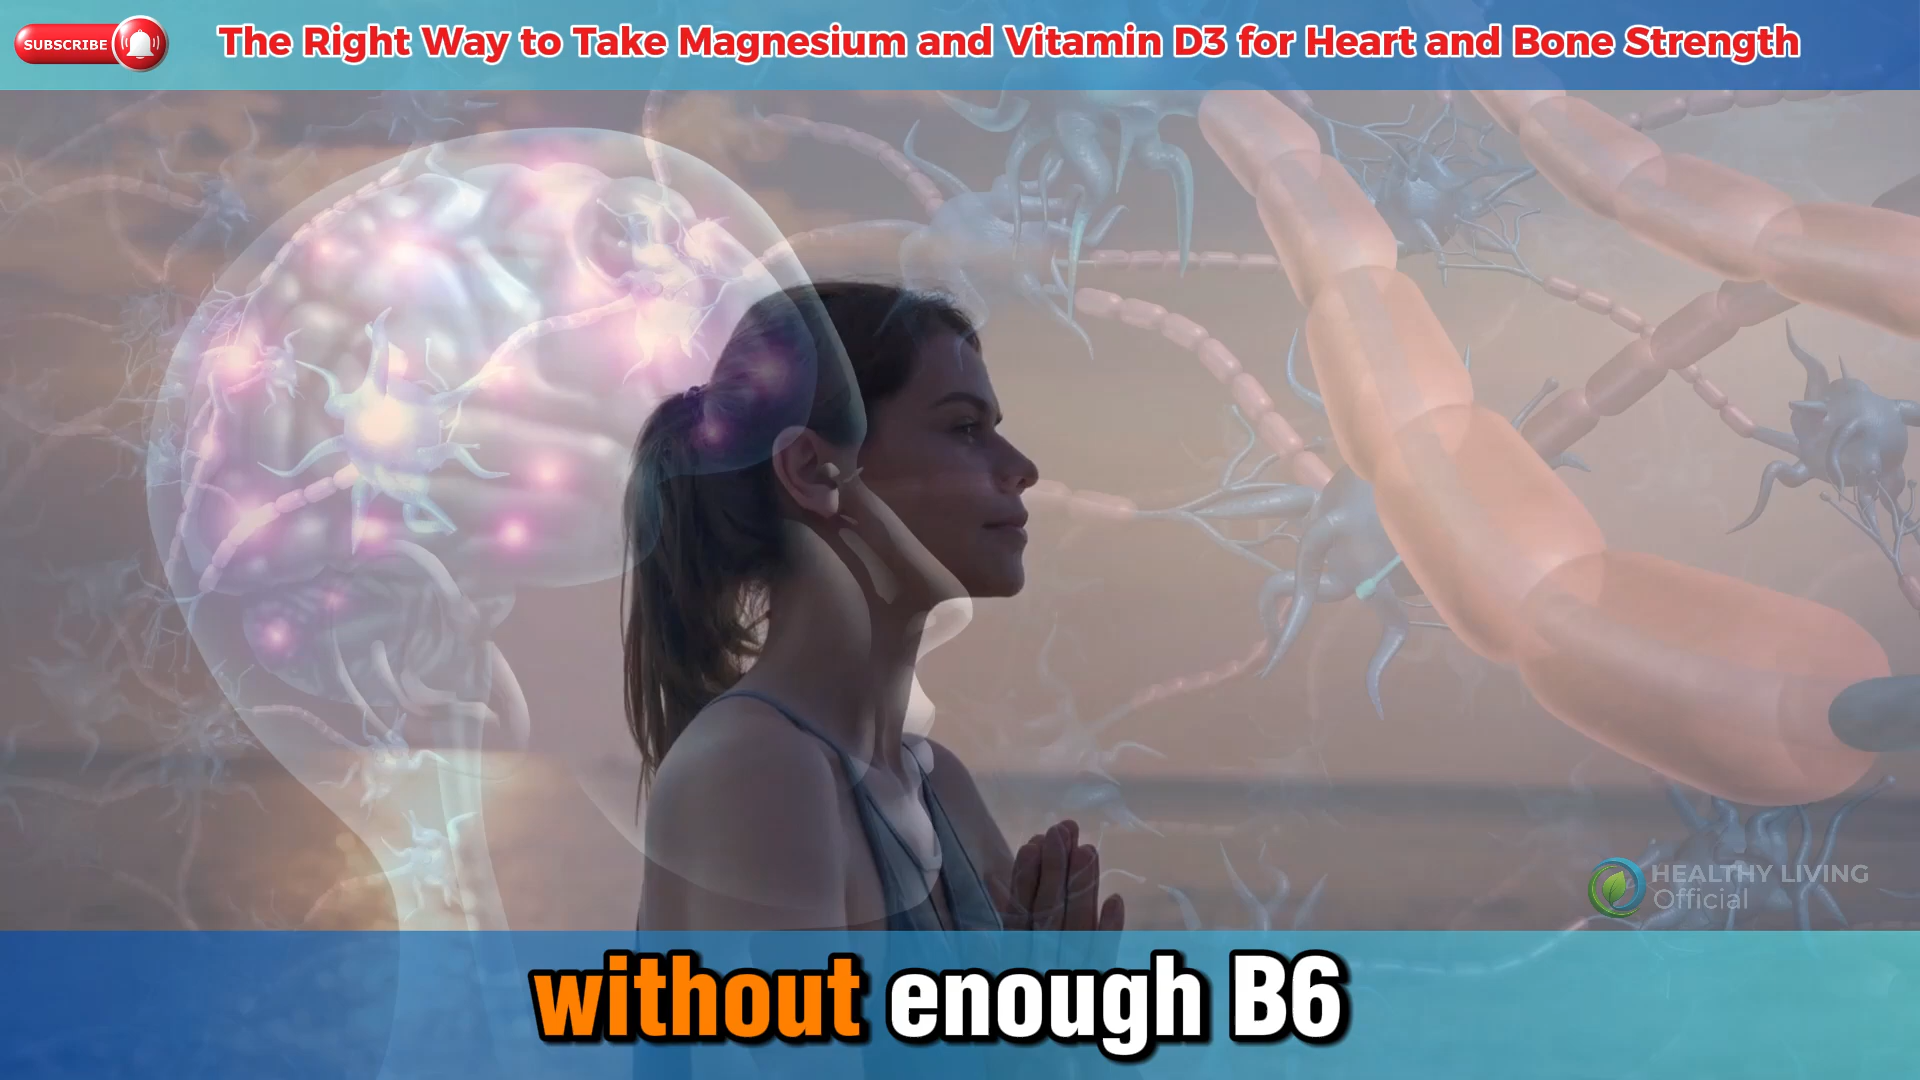 SUBSCRIBE
The Right Way to Take Magnesium and Vitamin D3 for Heart and Bone Strength
HEALTHY LIVING
Official
without enough B6